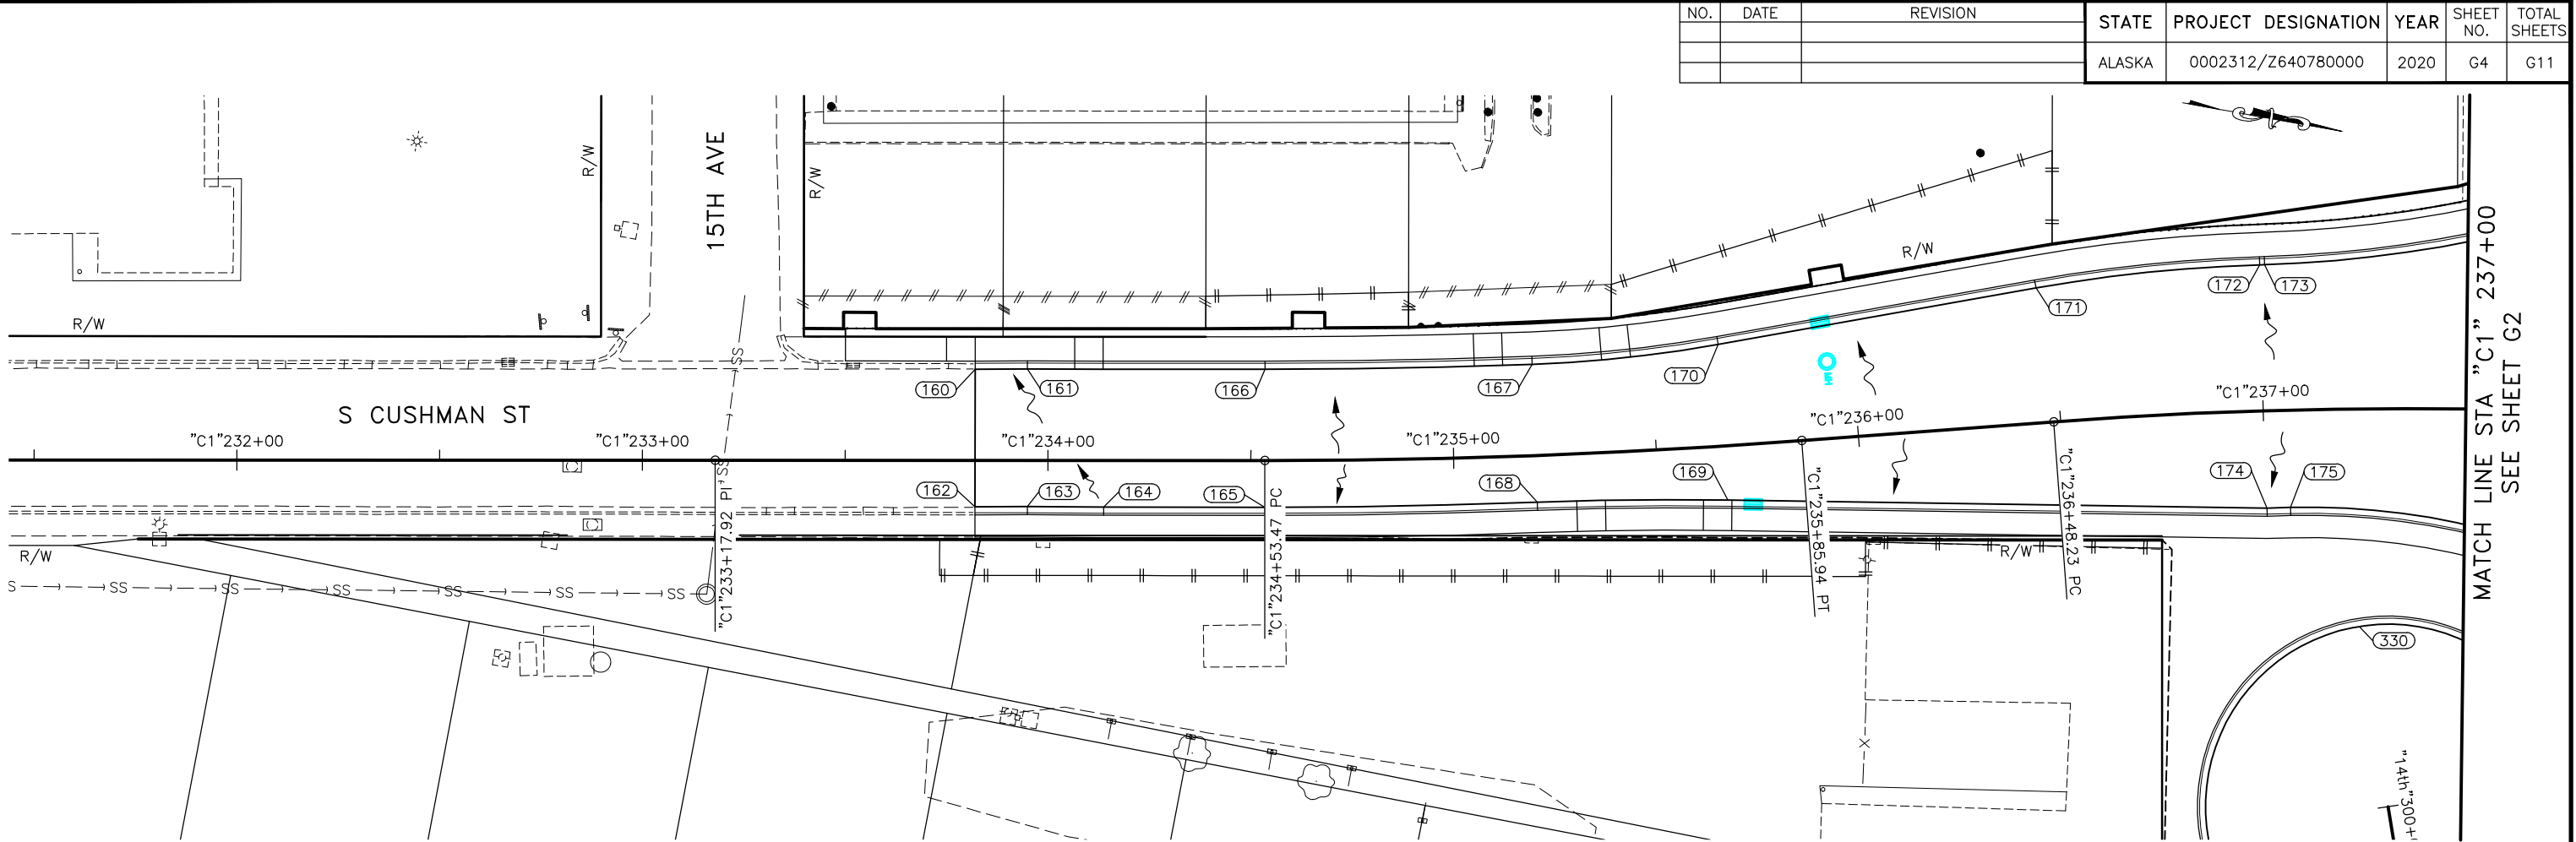 NO. DATE REVISION
STATE PROJECT DESIGNATION YEAR SHEET NO. TOTAL SHEETS
ALASKA 0002312/Z640780000 2020 G4 G11
R/W
15TH AVE
R/W
R/W
R/W
172 173
171
SS
160 161 166 167 170
MH
S CUSHMAN ST
"C1"232+00 "C1"233+00 "C1"234+00 "C1"235+00 "C1"236+00 "C1"237+00
SS
162 163 164 165 168 169 174 175
"C1"233+17.92 PI
"C1"234+53.47 PC
"C1"235+85.94 PT
"C1"236+48.23 PC
R/W
R/W
S SS SS SS SS SS SS
X
330
"14th"300+
MATCH LINE STA "C1" 237+00
SEE SHEET G2